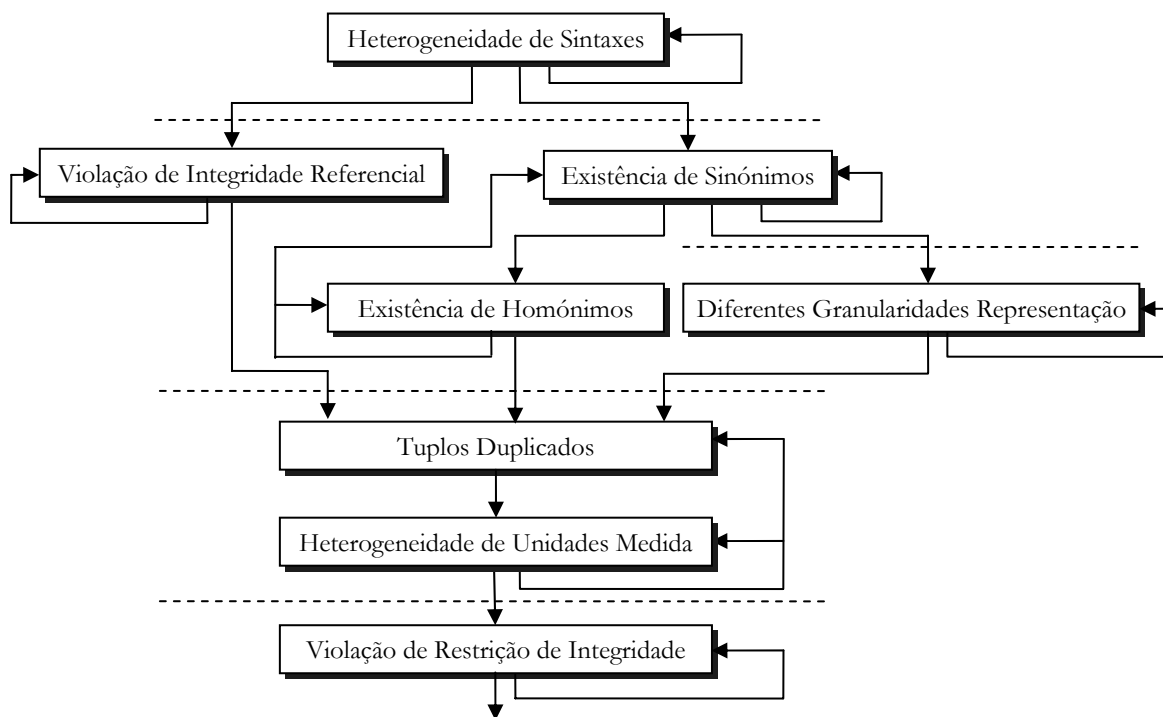 Heterogeneidade de Sintaxes
Violação de Integridade Referencial
Existência de Sinónimos
Existência de Homónimos
Diferentes Granularidades Representação
Tuplos Duplicados
Heterogeneidade de Unidades Medida
Violação de Restrição de Integridade